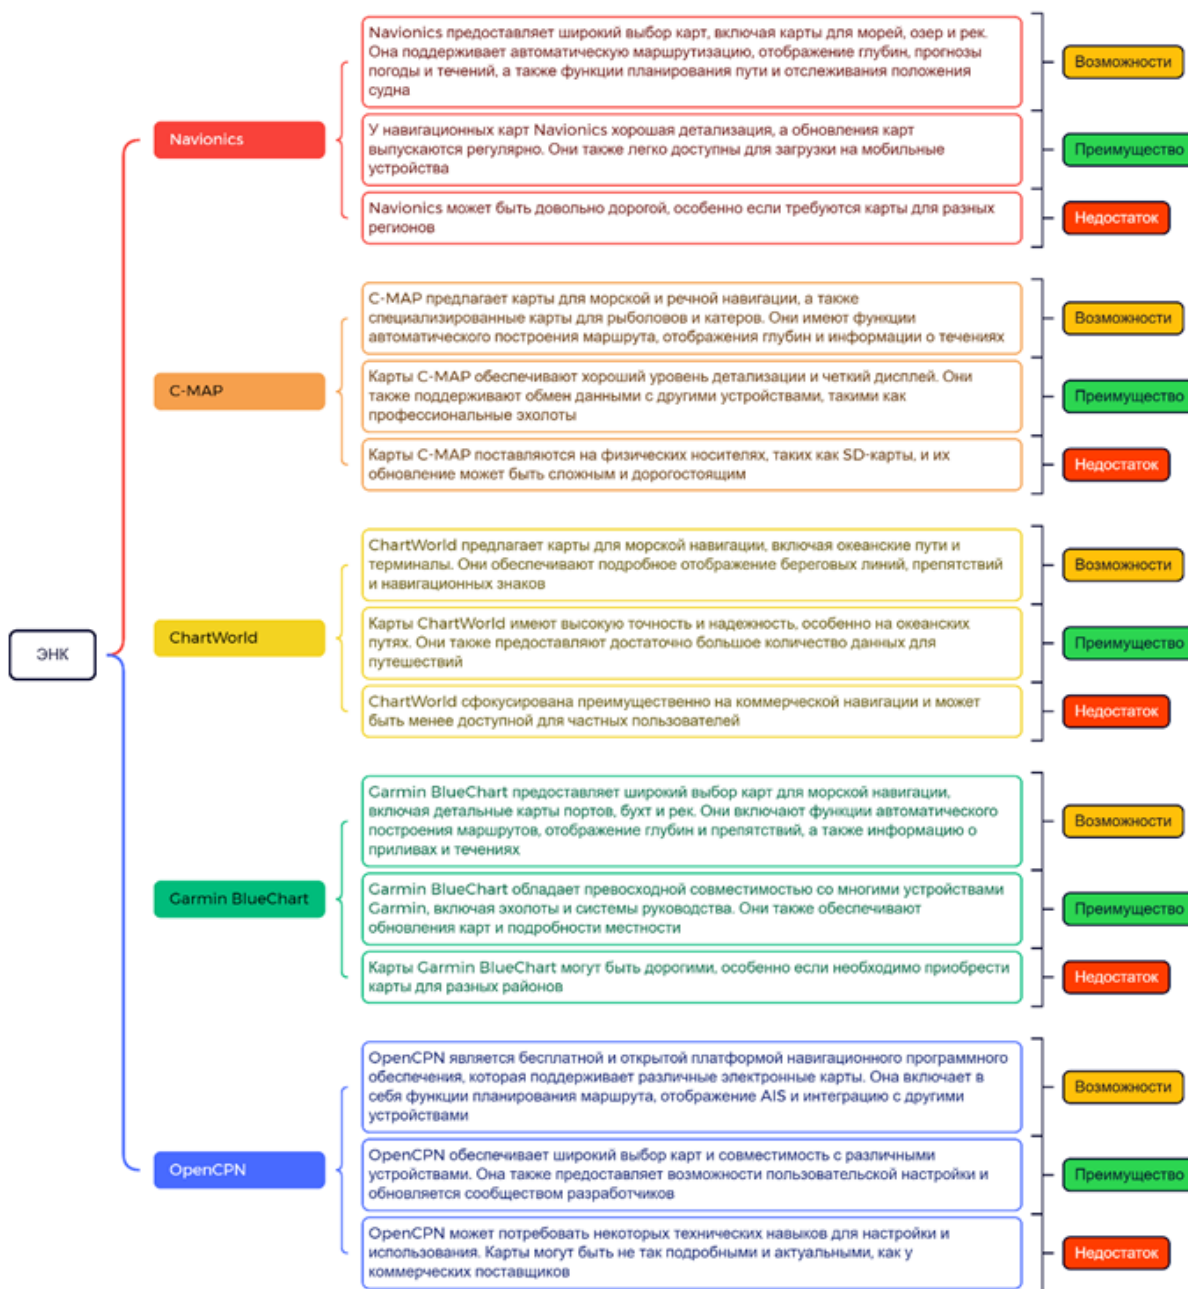 ЭНК
Navionics
Navionics предоставляет широкий выбор карт, включая карты для морей, озер и рек.
Она поддерживает автоматическую маршрутизацию, отображение глубин, прогнозы
погоды и течений, а также функции планирования пути и отслеживания положения
судна
Возможности
У навигационных карт Navionics хорошая детализация, а обновления карт
выпускаются регулярно. Они также легко доступны для загрузки на мобильные
устройства
Преимущество
Navionics может быть довольно дорогой, особенно если требуются карты для разных
регионов
Недостаток
C-MAP
C-MAP предлагает карты для морской и речной навигации, а также
специализированные карты для рыболовов и катеров. Они имеют функции
автоматического построения маршрута, отображения глубин и информации о течениях
Возможности
Карты C-MAP обеспечивают хороший уровень детализации и четкий дисплей. Они
также поддерживают обмен данными с другими устройствами, такими как
профессиональные эхолоты
Преимущество
Карты C-MAP поставляются на физических носителях, таких как SD-карты, и их
обновление может быть сложным и дорогостоящим
Недостаток
ChartWorld
ChartWorld предлагает карты для морской навигации, включая океанские пути и
терминалы. Они обеспечивают подробное отображение береговых линий, препятствий
и навигационных знаков
Возможности
Карты ChartWorld имеют высокую точность и надежность, особенно на океанских
путях. Они также предоставляют достаточно большое количество данных для
путешествий
Преимущество
ChartWorld сфокусирована преимущественно на коммерческой навигации и может
быть менее доступной для частных пользователей
Недостаток
Garmin BlueChart
Garmin BlueChart предоставляет широкий выбор карт для морской навигации,
включая детальные карты портов, бухт и рек. Они включают функции автоматического
построения маршрутов, отображение глубин и препятствий, а также информацию о
приливах и течениях
Возможности
Garmin BlueChart обладает превосходной совместимостью со многими устройствами
Garmin, включая эхолоты и системы руководства. Они также обеспечивают
обновления карт и подробности местности
Преимущество
Карты Garmin BlueChart могут быть дорогими, особенно если необходимо приобрести
карты для разных районов
Недостаток
OpenCPN
OpenCPN является бесплатной и открытой платформой навигационного программного
обеспечения, которая поддерживает различные электронные карты. Она включает в
себя функции планирования маршрута, отображение AIS и интеграцию с другими
устройствами
Возможности
OpenCPN обеспечивает широкий выбор карт и совместимость с различными
устройствами. Она также предоставляет возможности пользовательской настройки и
обновляется сообществом разработчиков
Преимущество
OpenCPN может потребовать некоторых технических навыков для настройки и
использования. Карты могут быть не так подробными и актуальными, как у
коммерческих поставщиков
Недостаток